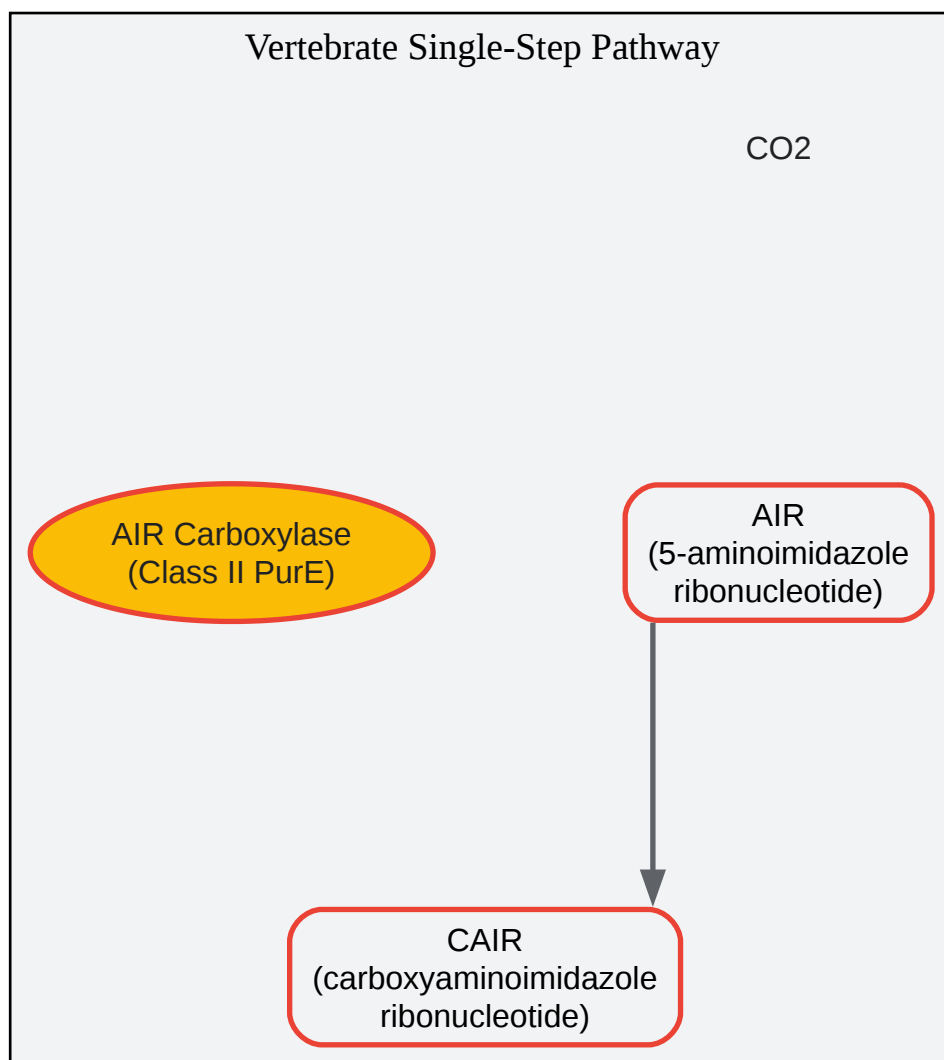 Vertebrate Single-Step Pathway
CO2
AIR Carboxylase
(Class II PurE)
AIR
(5-aminoimidazole
ribonucleotide)
CAIR
(carboxyaminoimidazole
ribonucleotide)